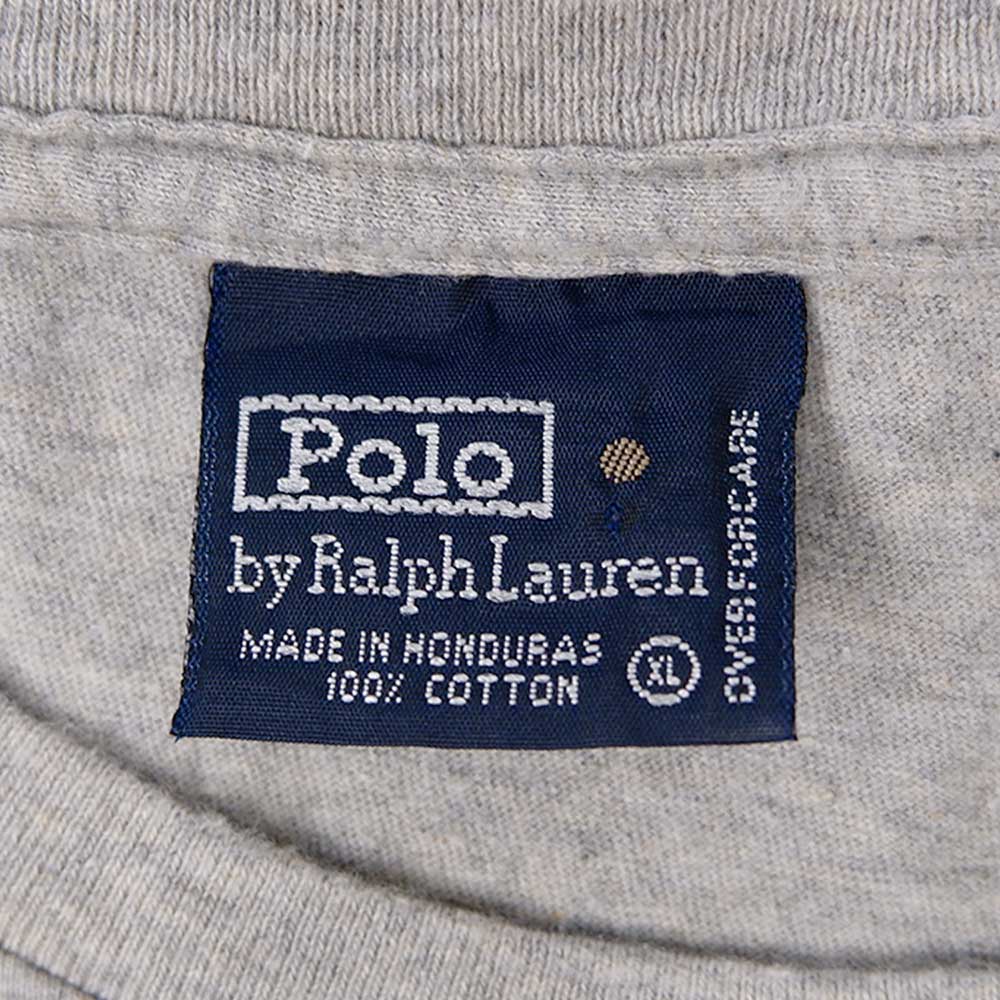 Polo
by Ralph Lauren
MADE IN HONDURAS
100% COTTON
XL
OVER FOR CARE